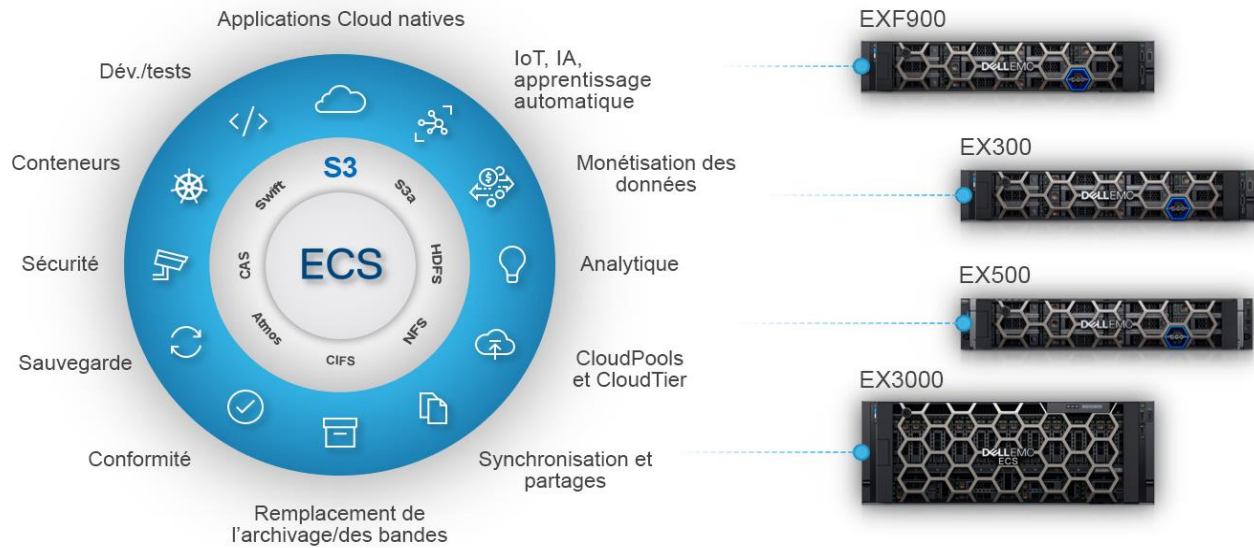 Applications Cloud natives
Dév./tests
IoT, IA,
apprentissage
automatique
Conteneurs
Monétisation des
données
Sécurité
Analytique
Sauvegarde
CloudPools
et CloudTier
Conformité
Synchronisation et
partages
Remplacement de
l'archivage/des bandes
S3
S3a
HDFS
NFS
CIFS
Atmos
CAS
Swift
ECS
EXF900
DELLEMC
EX300
DELLEMC
EX500
DELLEMC
EX3000
DELLEMC
ECS